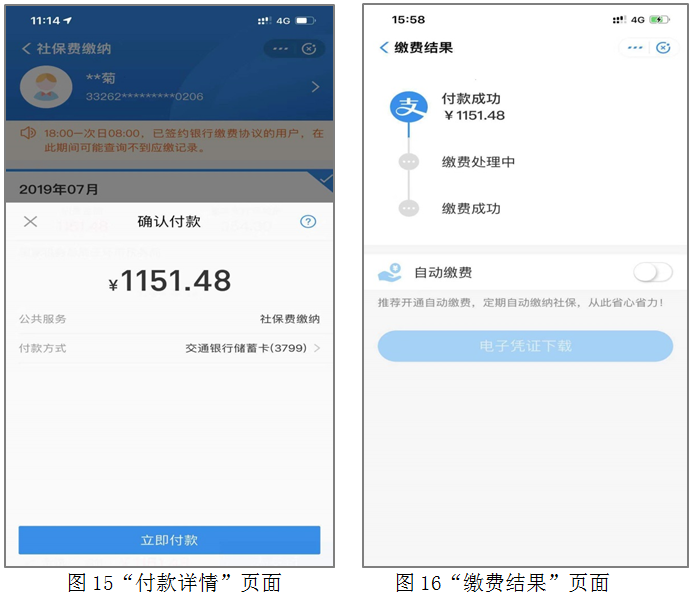 11:14
4G
社保费缴纳
**菊
33262*********0206
18:00一次日08:00，已签约银行缴费协议的用户，在
此期间可能查询不到应缴记录。
2019年07月
确认付款
?
¥1151.48
公共服务
社保费缴纳
付款方式
交通银行储蓄卡(3799)
立即付款
图 15“付款详情”页面
15:58
4G
缴费结果
支
付款成功
¥1151.48
缴费处理中
缴费成功
自动缴费
推荐开通自动缴费，定期自动缴纳社保，从此省心省力！
电子凭证下载
图 16“缴费结果”页面